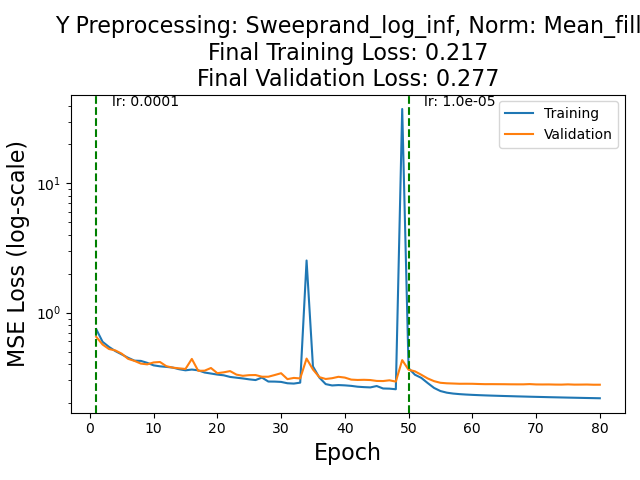 Y Preprocessing: Sweeprand_log_inf, Norm: Mean_fill
Final Training Loss: 0.217
Final Validation Loss: 0.277
lr: 0.0001
lr: 1.0e-05
Training
Validation
10¹
10⁰
MSE Loss (log-scale)
0 10 20 30 40 50 60 70 80
Epoch